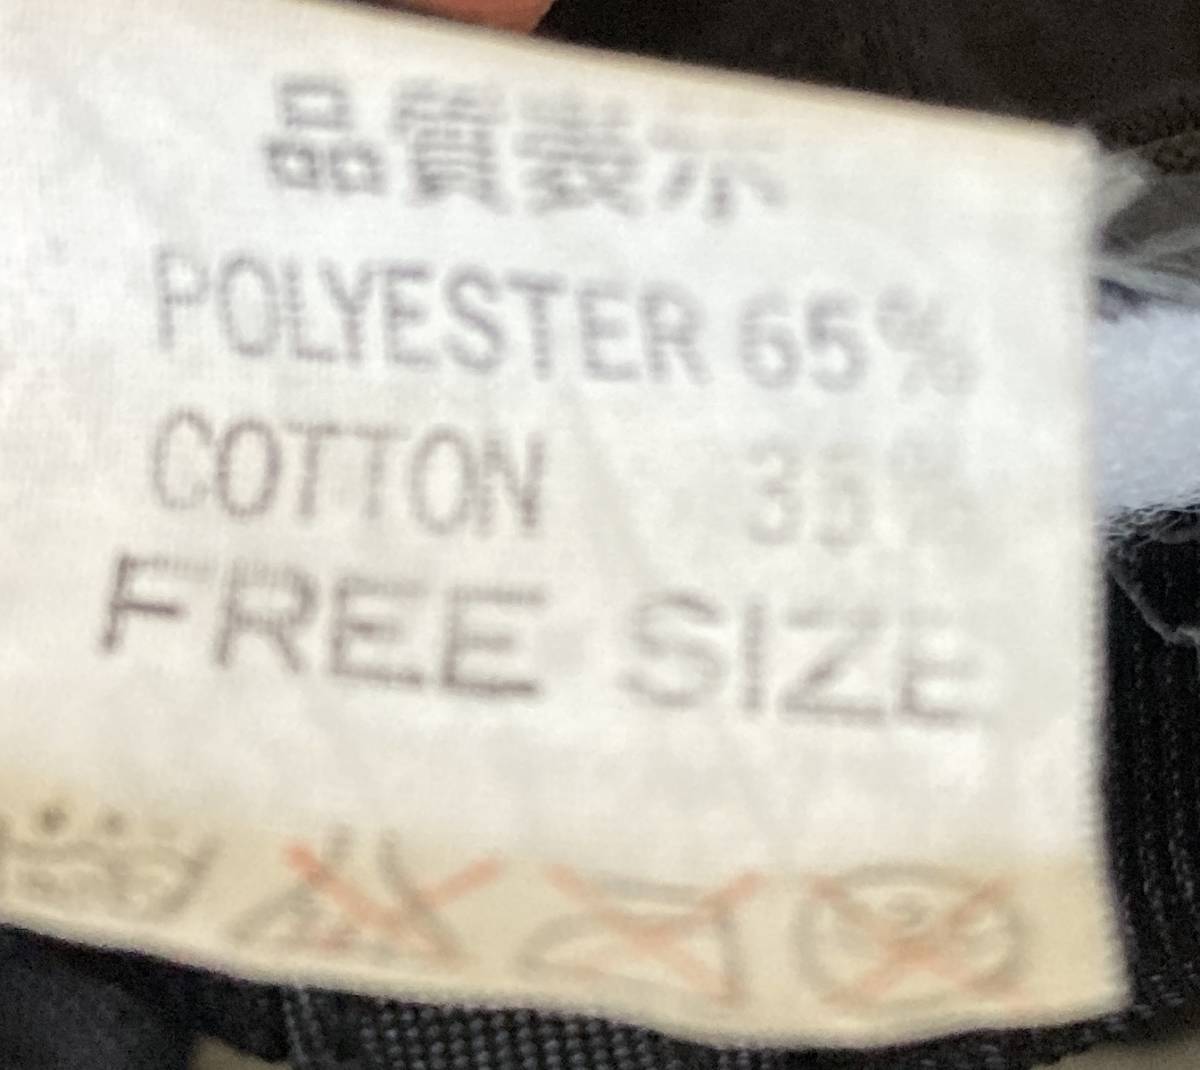 品質表示
POLYESTER 65%
COTTON 35%
FREE SIZE